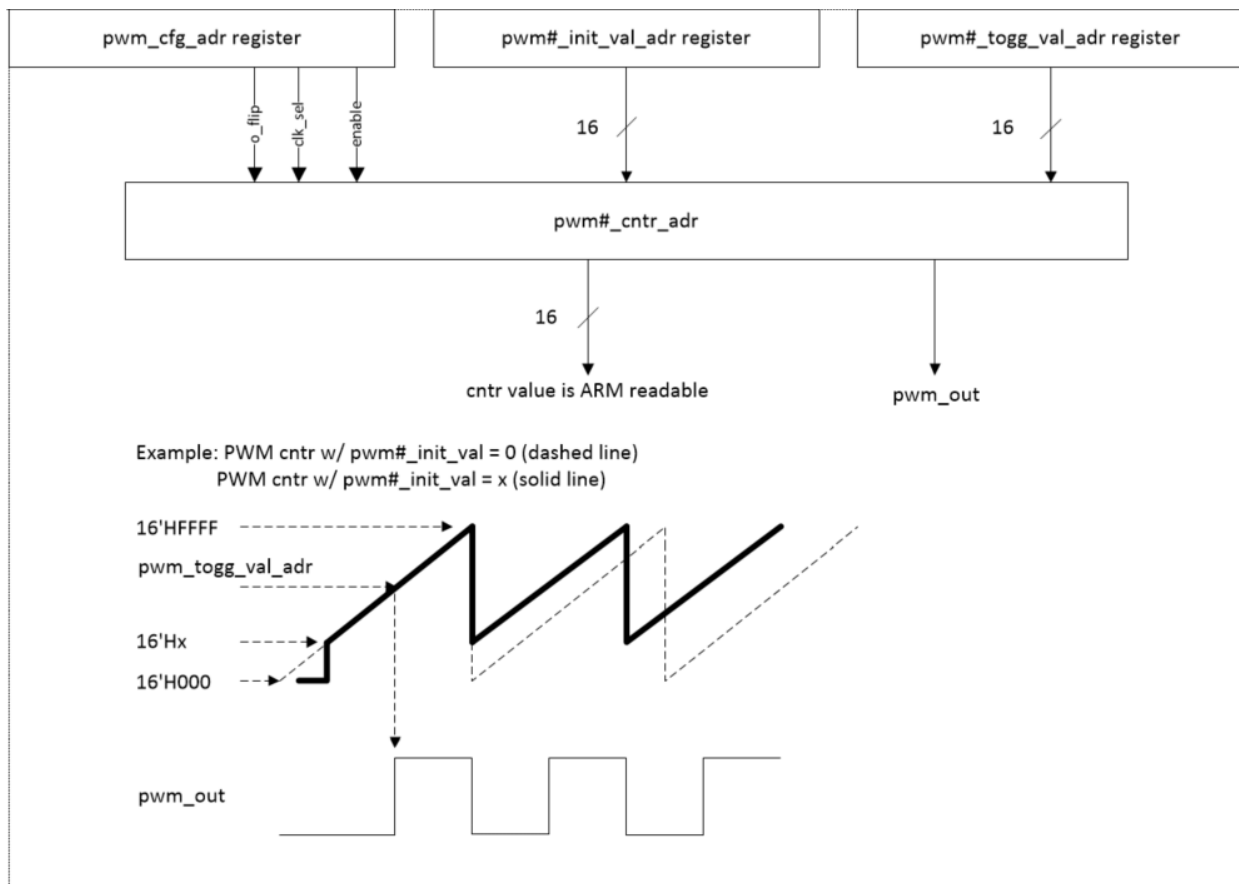 pwm_cfg_adr register
pwm#_init_val_adr register
pwm#_togg_val_adr register
o_flip
clk_sel
enable
16
16
pwm#_cntr_adr
16
cntr value is ARM readable
pwm_out
Example: PWM cntr w/ pwm#_init_val = 0 (dashed line)
PWM cntr w/ pwm#_init_val = x (solid line)
16'HFFFF
pwm_togg_val_adr
16'Hx
16'H000
pwm_out